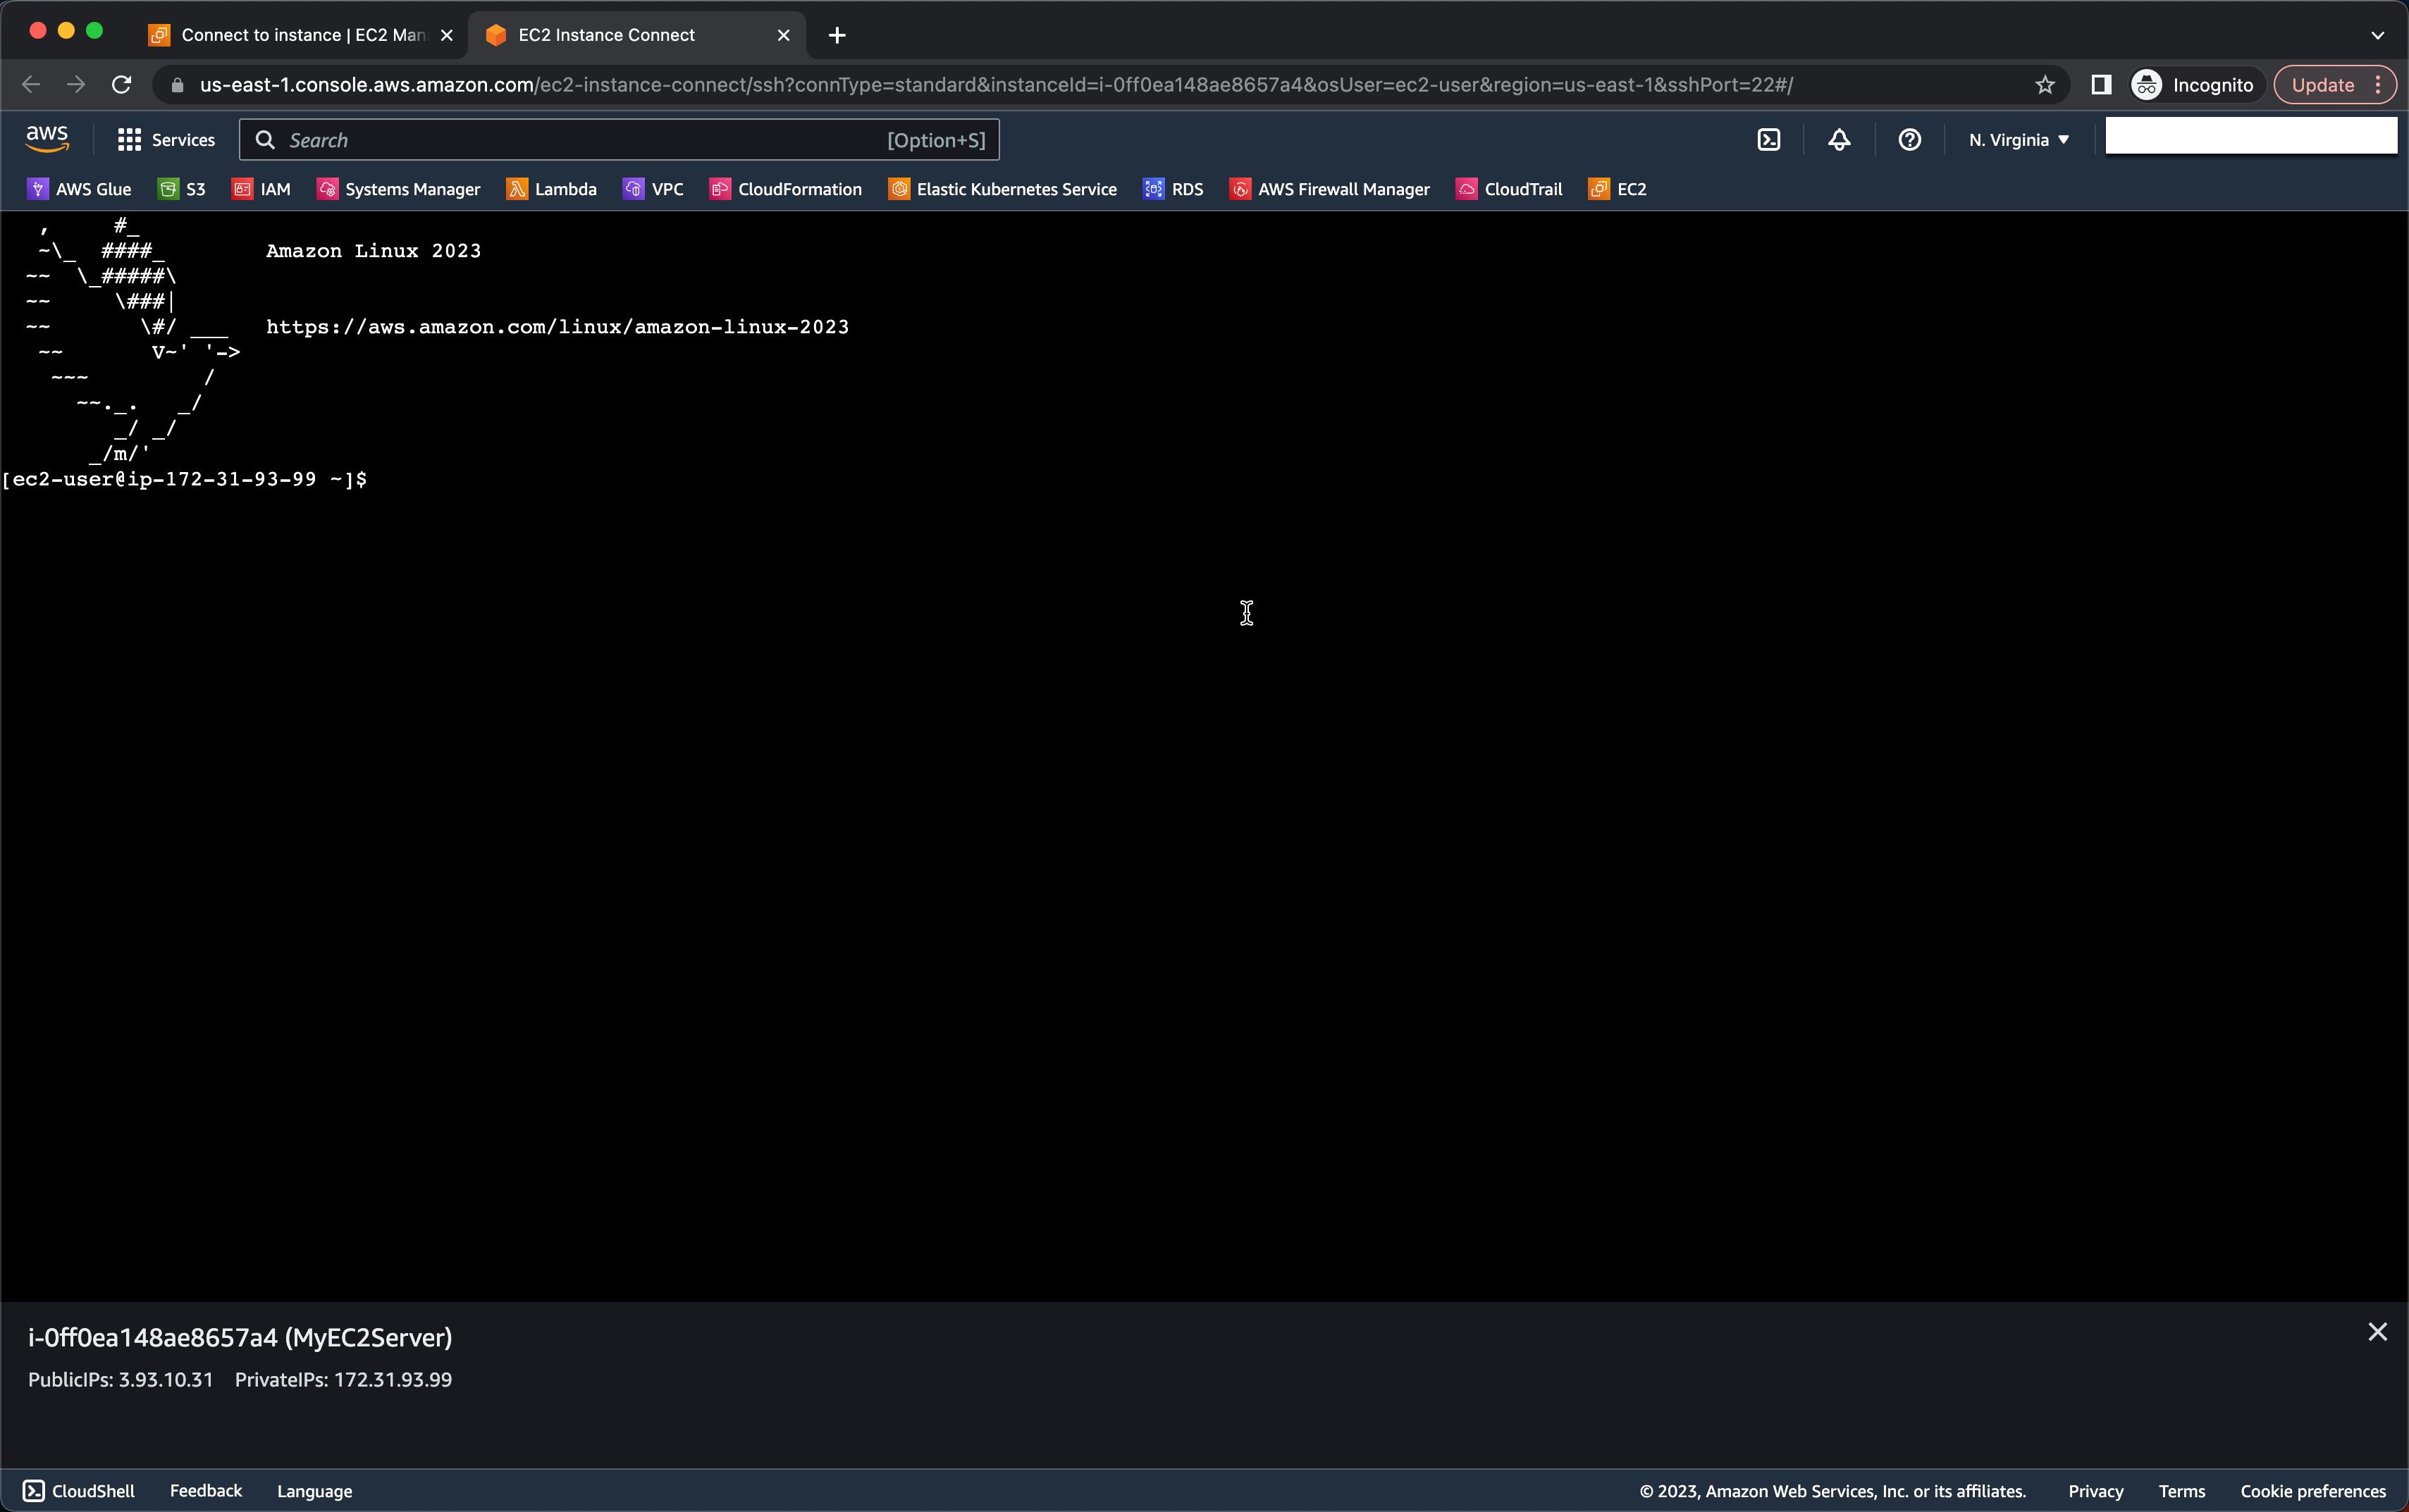 Connect to instance | EC2 Man
EC2 Instance Connect
us-east-1.console.aws.amazon.com/ec2-instance-connect/ssh?connType=standard&instanceId=i-0ff0ea148ae8657a4&osUser=ec2-user&region=us-east-1&sshPort=22#/
Incognito
Update
aws
Services
Search
[Option+S]
N. Virginia
AWS Glue
S3
IAM
Systems Manager
Lambda
VPC
CloudFormation
Elastic Kubernetes Service
RDS
AWS Firewall Manager
CloudTrail
EC2
   ,     #_
   ~\_  ####_        Amazon Linux 2023
  ~~  \_#####\
  ~~     \###|
  ~~       \#/ ___   https://aws.amazon.com/linux/amazon-linux-2023
   ~~       V~' '->
    ~~~         /
      ~~._.   _/
         _/ _/
       _/m/'
[ec2-user@ip-172-31-93-99 ~]$
i-0ff0ea148ae8657a4 (MyEC2Server)
PublicIPs: 3.93.10.31 PrivateIPs: 172.31.93.99
CloudShell
Feedback
Language
© 2023, Amazon Web Services, Inc. or its affiliates.
Privacy
Terms
Cookie preferences